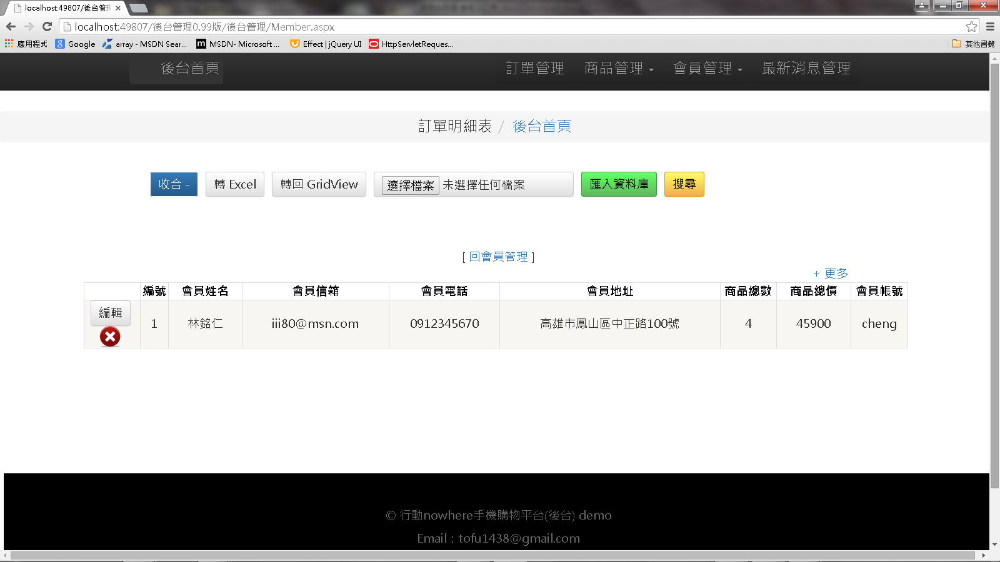 localhost:49807/後台管理
localhost:49807/後台管理0.99版/後台管理/Member.aspx
應用程式 Google array - MSDN Sear... MSDN- Microsoft ... Effect | jQuery UI HttpServletReques... 其他書籤
後台首頁 訂單管理 商品管理 會員管理 最新消息管理
訂單明細表 / 後台首頁
收合 - 轉 Excel 轉回 GridView 選擇檔案 未選擇任何檔案 匯入資料庫 搜尋
[ 回會員管理 ]
+ 更多
編號 會員姓名 會員信箱 會員電話 會員地址 商品總數 商品總價 會員帳號
編輯 1 林銘仁 iii80@msn.com 0912345670 高雄市鳳山區中正路100號 4 45900 cheng
© 行動nowhere手機購物平台(後台) demo
Email : tofu1438@gmail.com